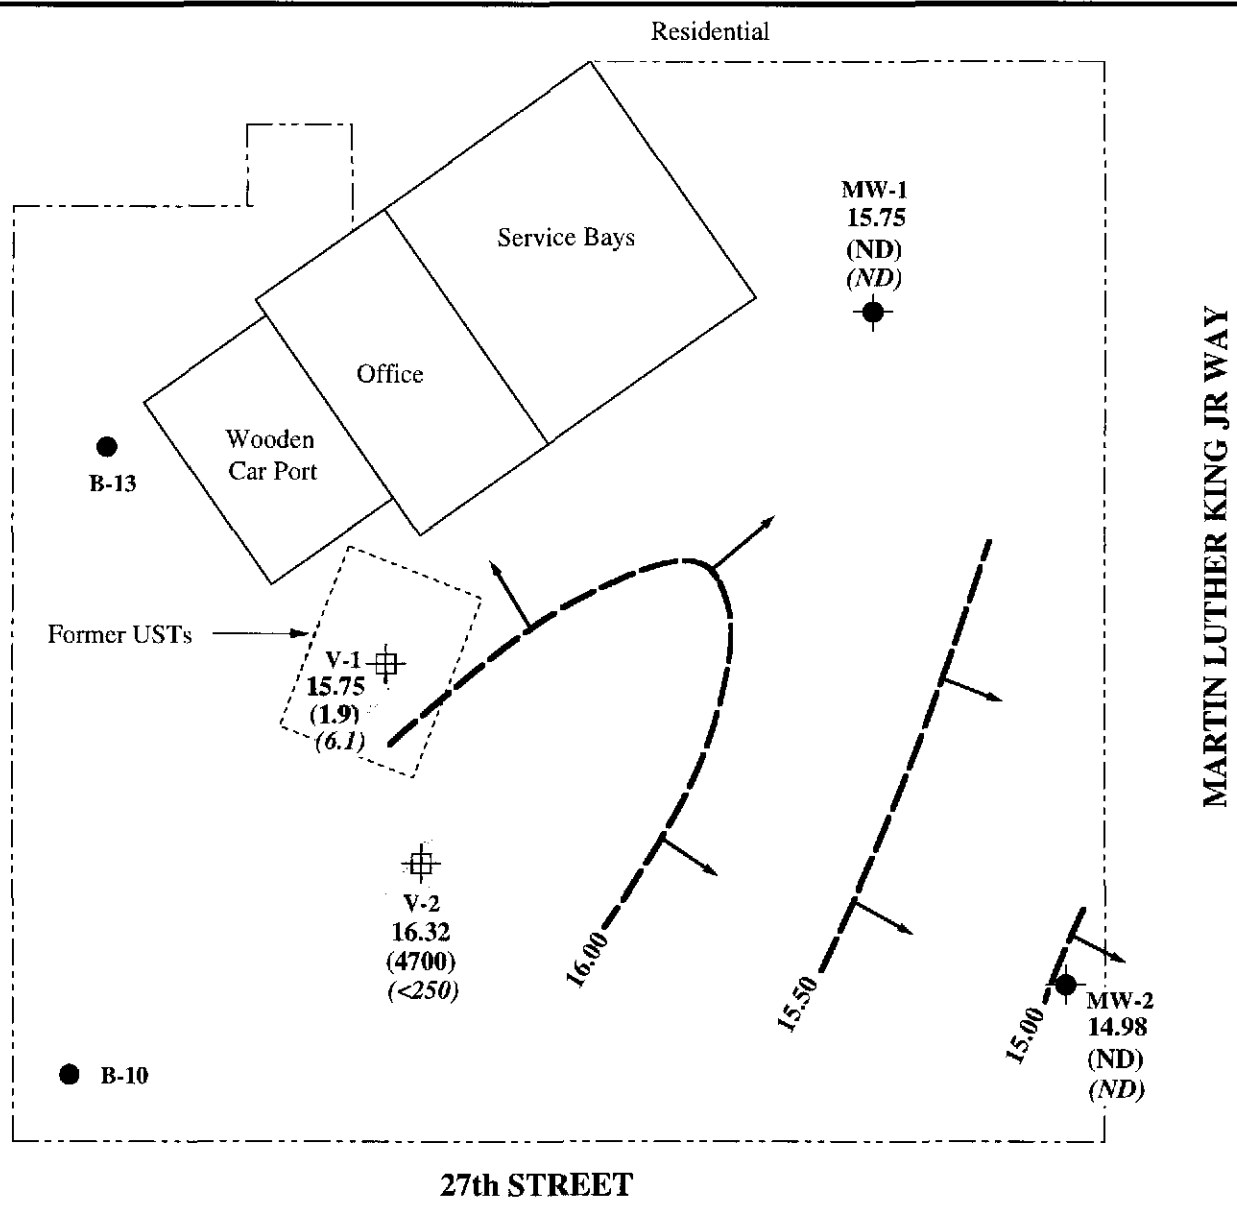 Residential
MW-1
15.75
(ND)
(ND)
Service Bays
Office
Wooden
Car Port
B-13
MARTIN LUTHER KING JR WAY
Former USTs
V-1
15.75
(1.9)
(6.1)
V-2
16.32
(4700)
(<250)
16.00
15.50
15.00
MW-2
14.98
(ND)
(ND)
B-10
27th STREET